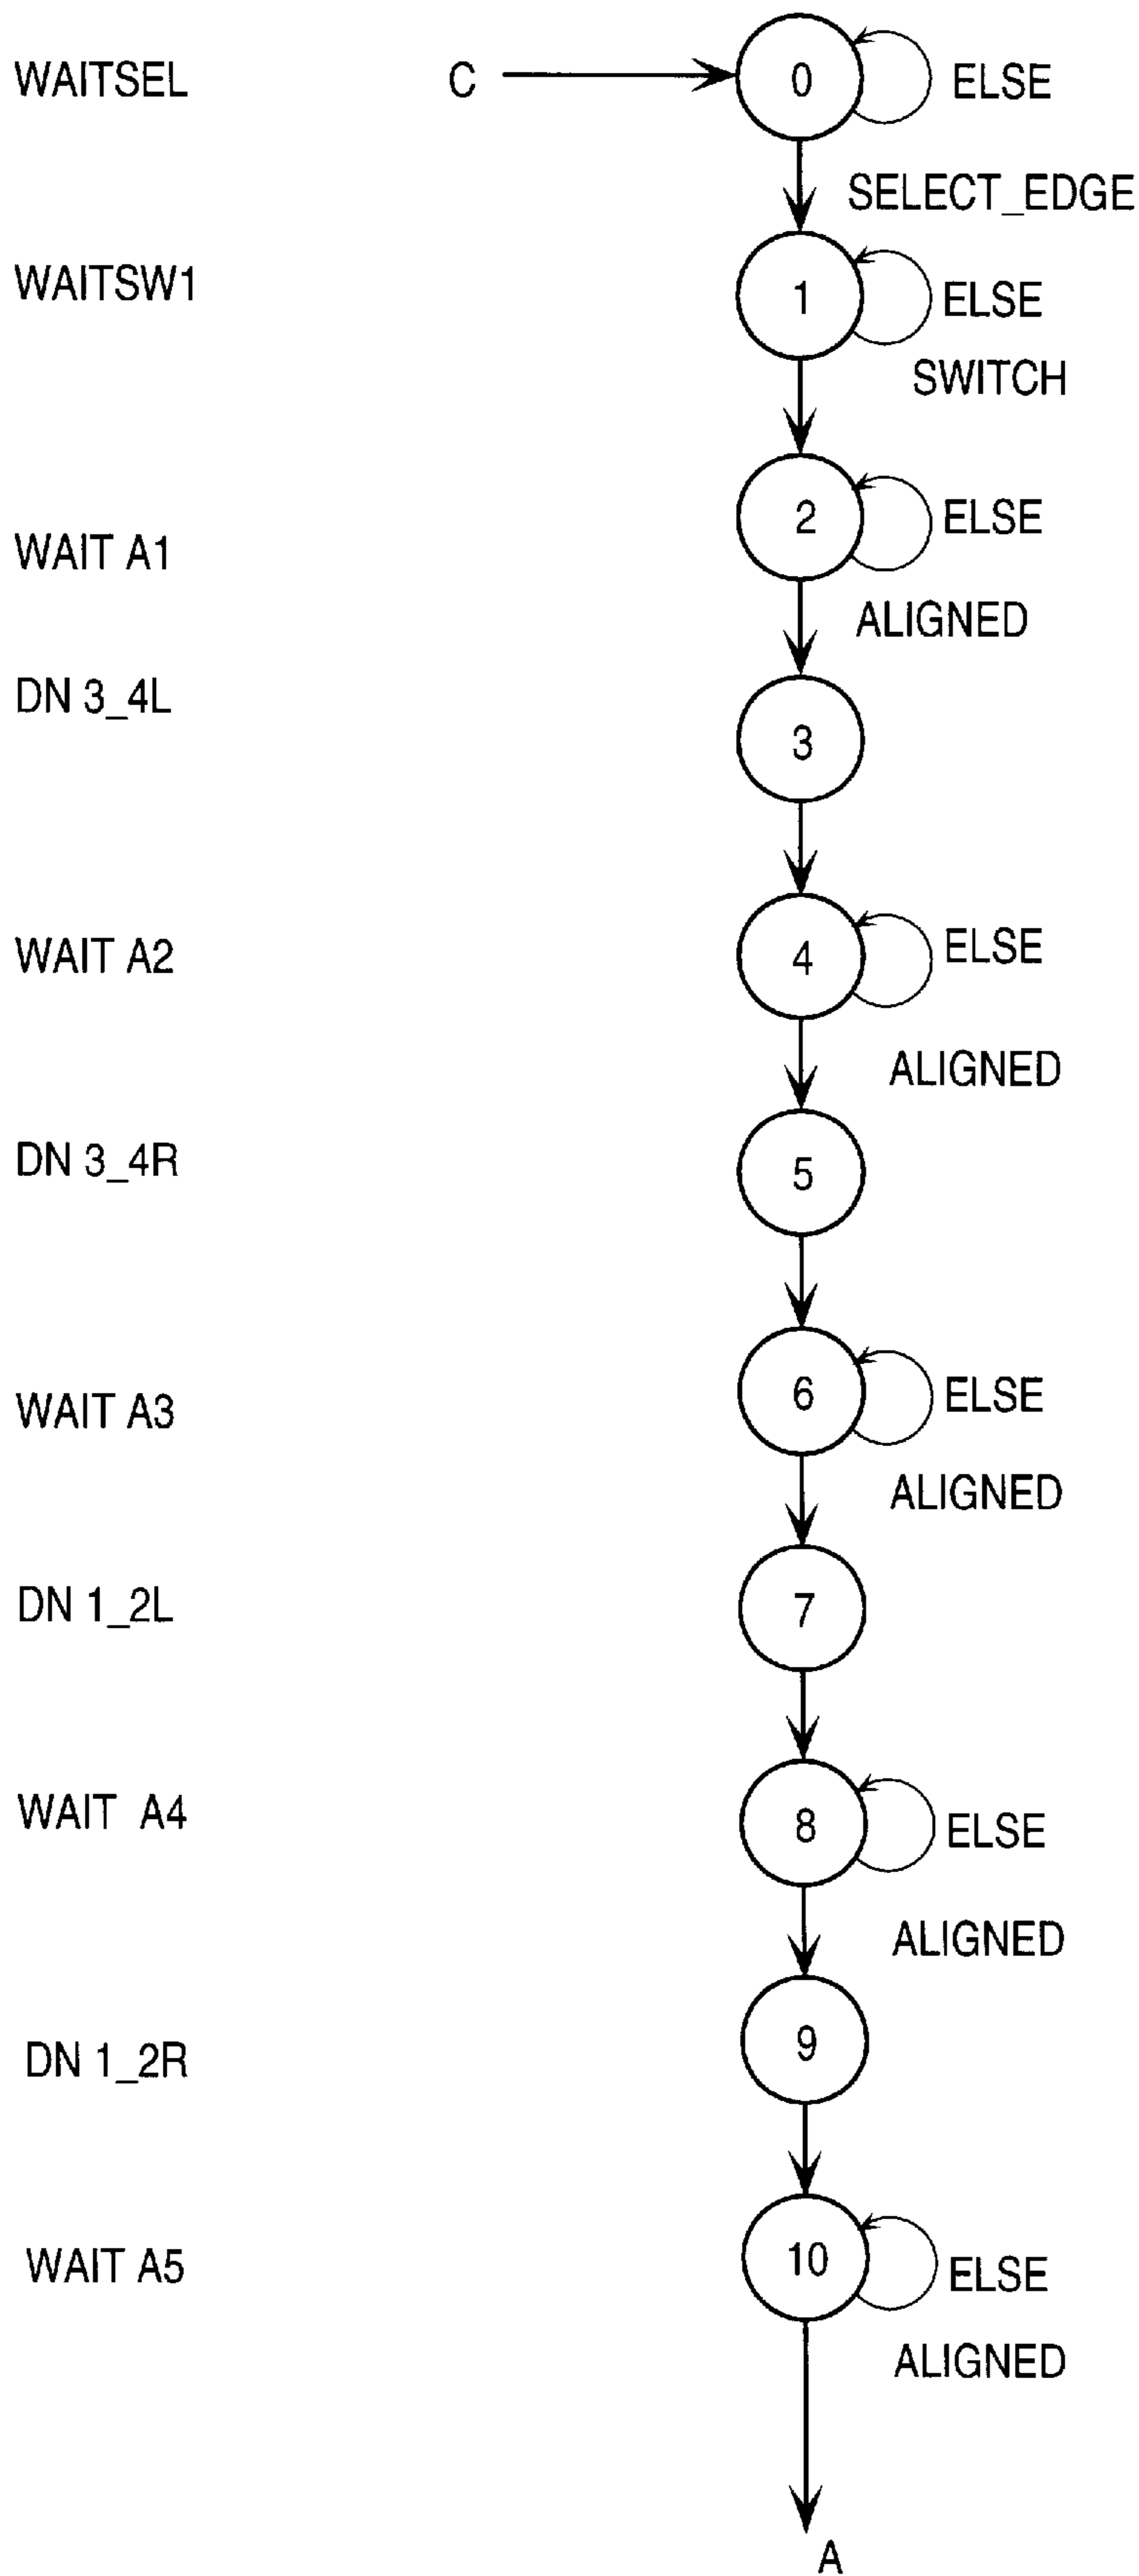 WAITSEL C 0 ELSE
SELECT_EDGE
WAITSW1 1 ELSE
SWITCH
WAIT A1 2 ELSE
ALIGNED
DN 3_4L 3
WAIT A2 4 ELSE
ALIGNED
DN 3_4R 5
WAIT A3 6 ELSE
ALIGNED
DN 1_2L 7
WAIT A4 8 ELSE
ALIGNED
DN 1_2R 9
WAIT A5 10 ELSE
ALIGNED
A